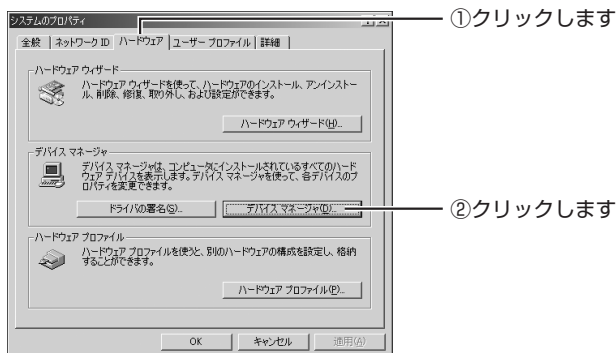 システムのプロパティ
①クリックします
全般 ネットワーク ID ハードウェア ユーザー プロファイル 詳細
ハードウェア ウィザード
ハードウェア ウィザードを使って、ハードウェアのインストール、アンインストー
ル、削除、修復、取り外し、および設定ができます。
ハードウェア ウィザード(H)...
デバイス マネージャ
デバイス マネージャは、コンピュータにインストールされているすべてのハード
ウェア デバイスを表示します。デバイス マネージャを使って、各デバイスのプ
ロパティを変更できます。
ドライバの署名(S)...
デバイス マネージャ(D)...
②クリックします
ハードウェア プロファイル
ハードウェア プロファイルを使うと、別のハードウェアの構成を設定し、格納
することができます。
ハードウェア プロファイル(P)...
OK キャンセル 適用(A)